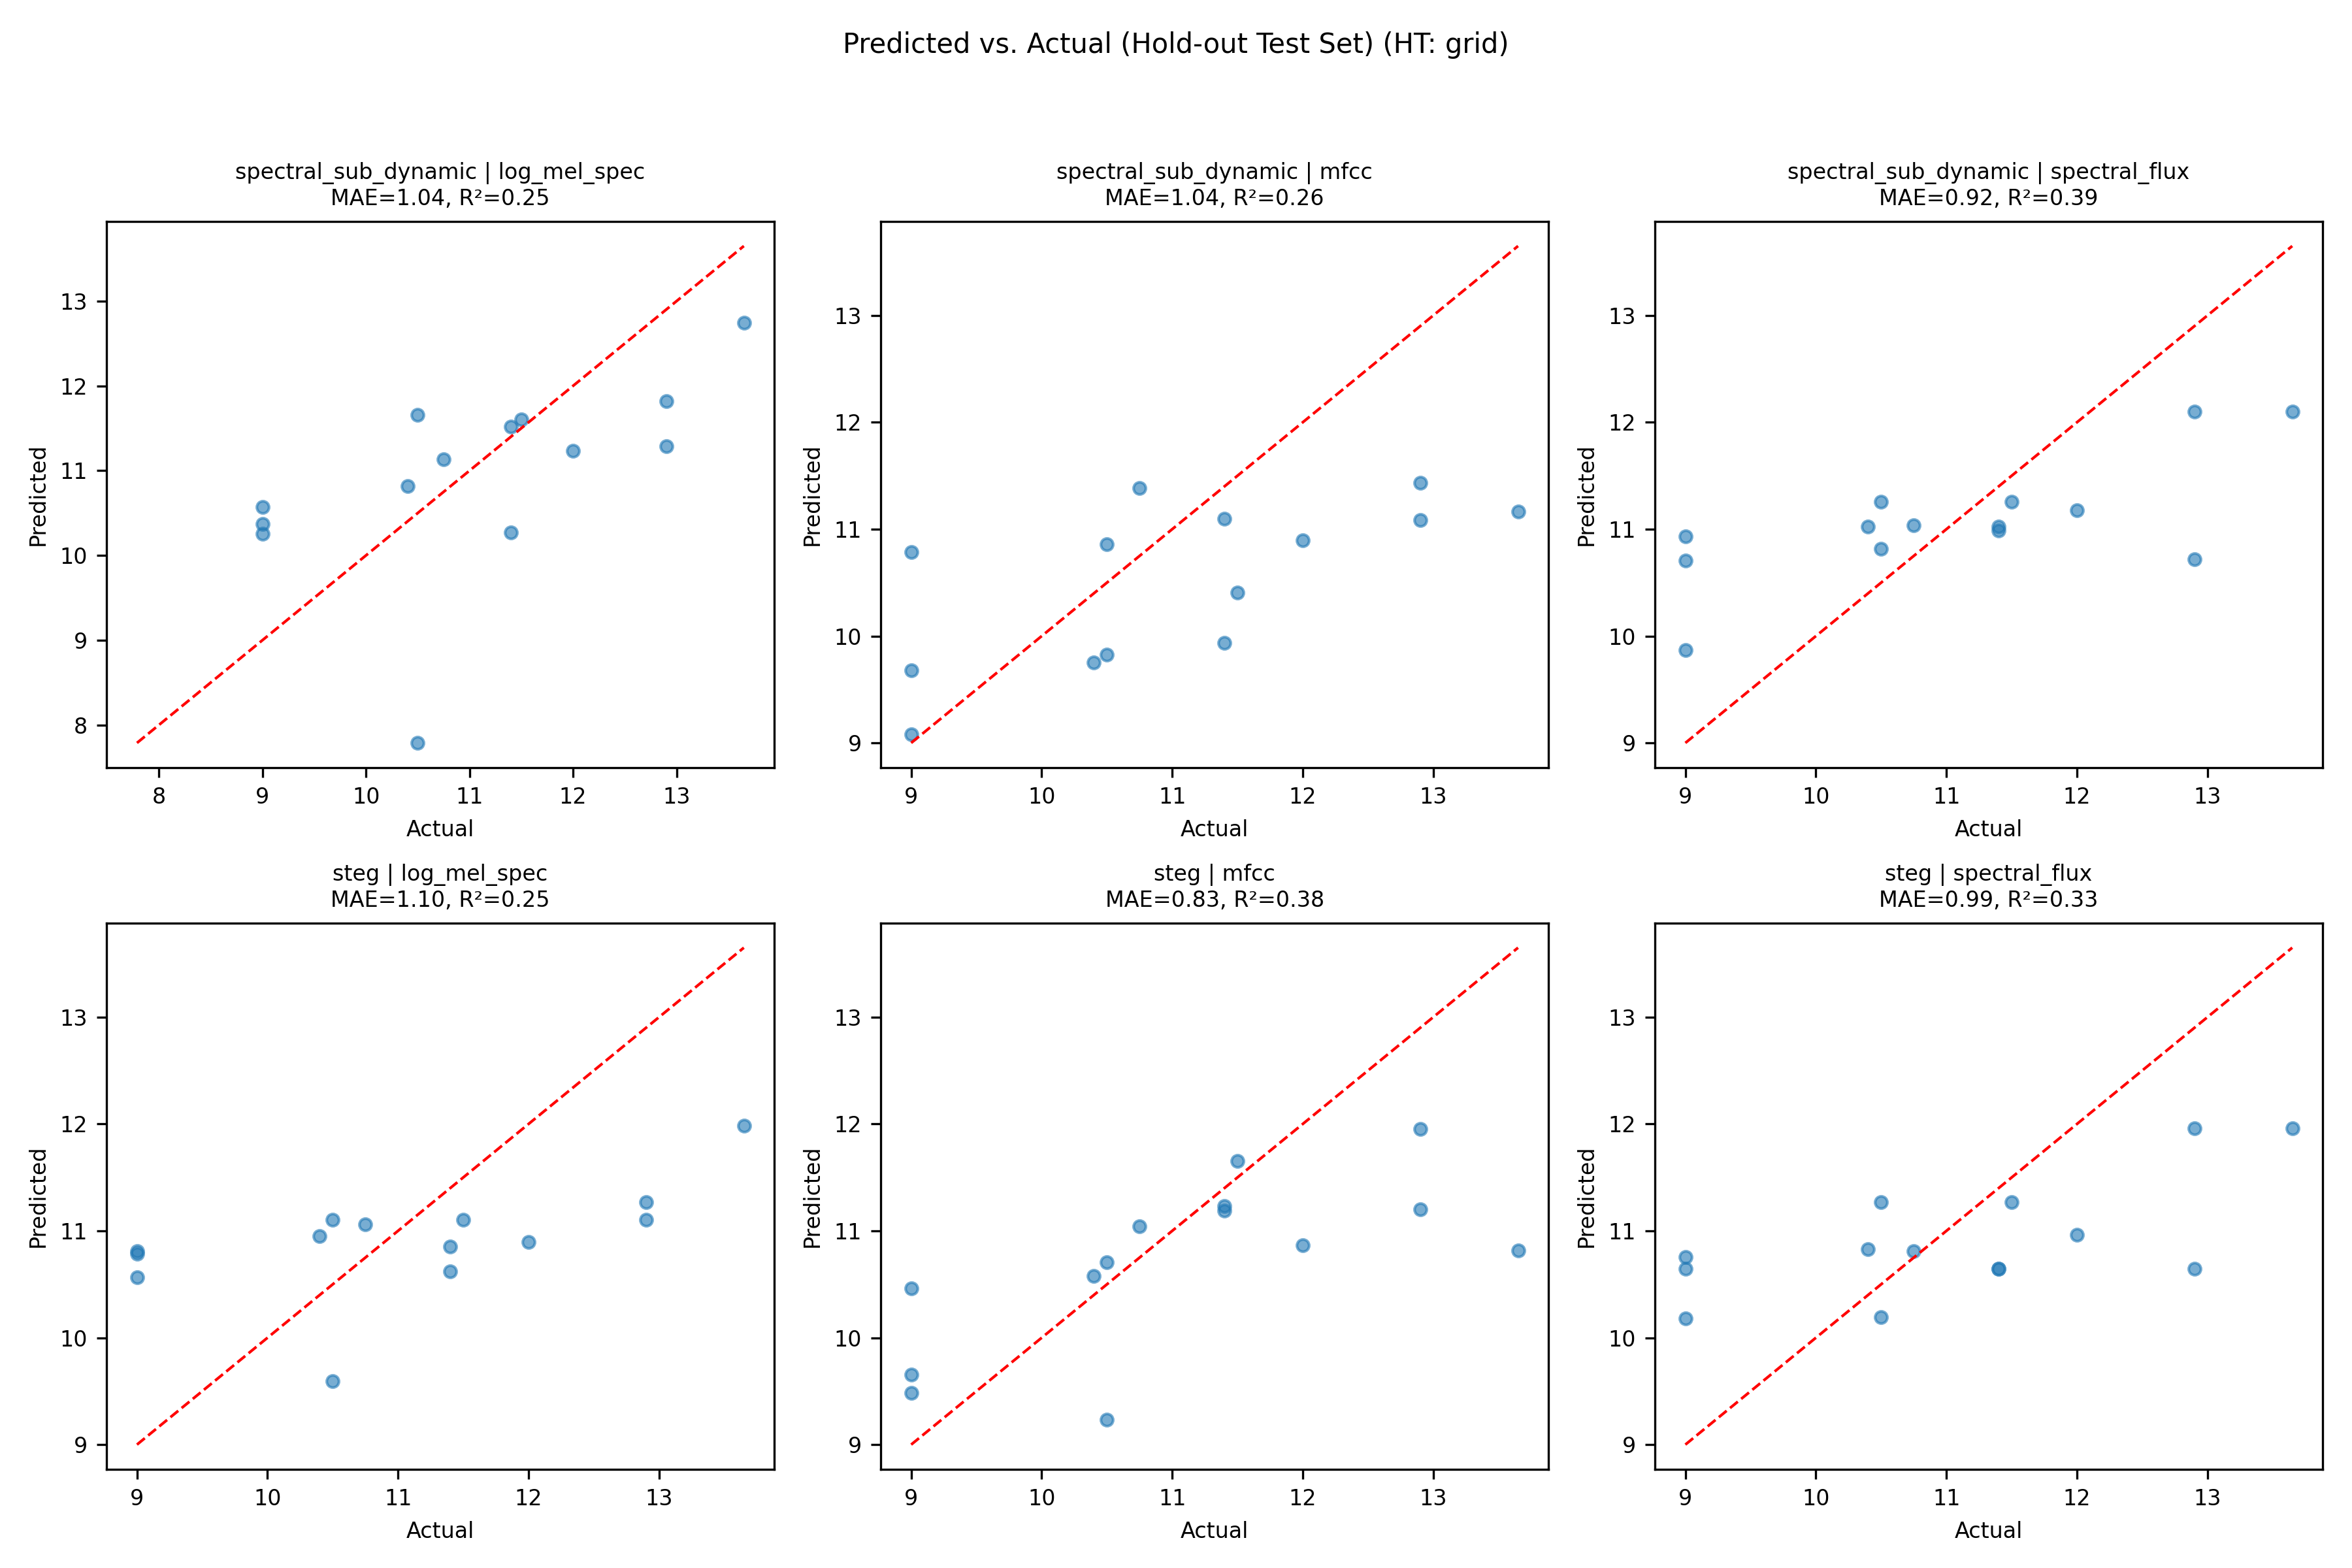 Predicted vs. Actual (Hold-out Test Set) (HT: grid)
spectral_sub_dynamic | log_mel_spec
MAE=1.04, R²=0.25
13
12
11
10
9
8
Predicted
8 9 10 11 12 13
Actual
spectral_sub_dynamic | mfcc
MAE=1.04, R²=0.26
13
12
11
10
9
Predicted
9 10 11 12 13
Actual
spectral_sub_dynamic | spectral_flux
MAE=0.92, R²=0.39
13
12
11
10
9
Predicted
9 10 11 12 13
Actual
steg | log_mel_spec
MAE=1.10, R²=0.25
13
12
11
10
9
Predicted
9 10 11 12 13
Actual
steg | mfcc
MAE=0.83, R²=0.38
13
12
11
10
9
Predicted
9 10 11 12 13
Actual
steg | spectral_flux
MAE=0.99, R²=0.33
13
12
11
10
9
Predicted
9 10 11 12 13
Actual